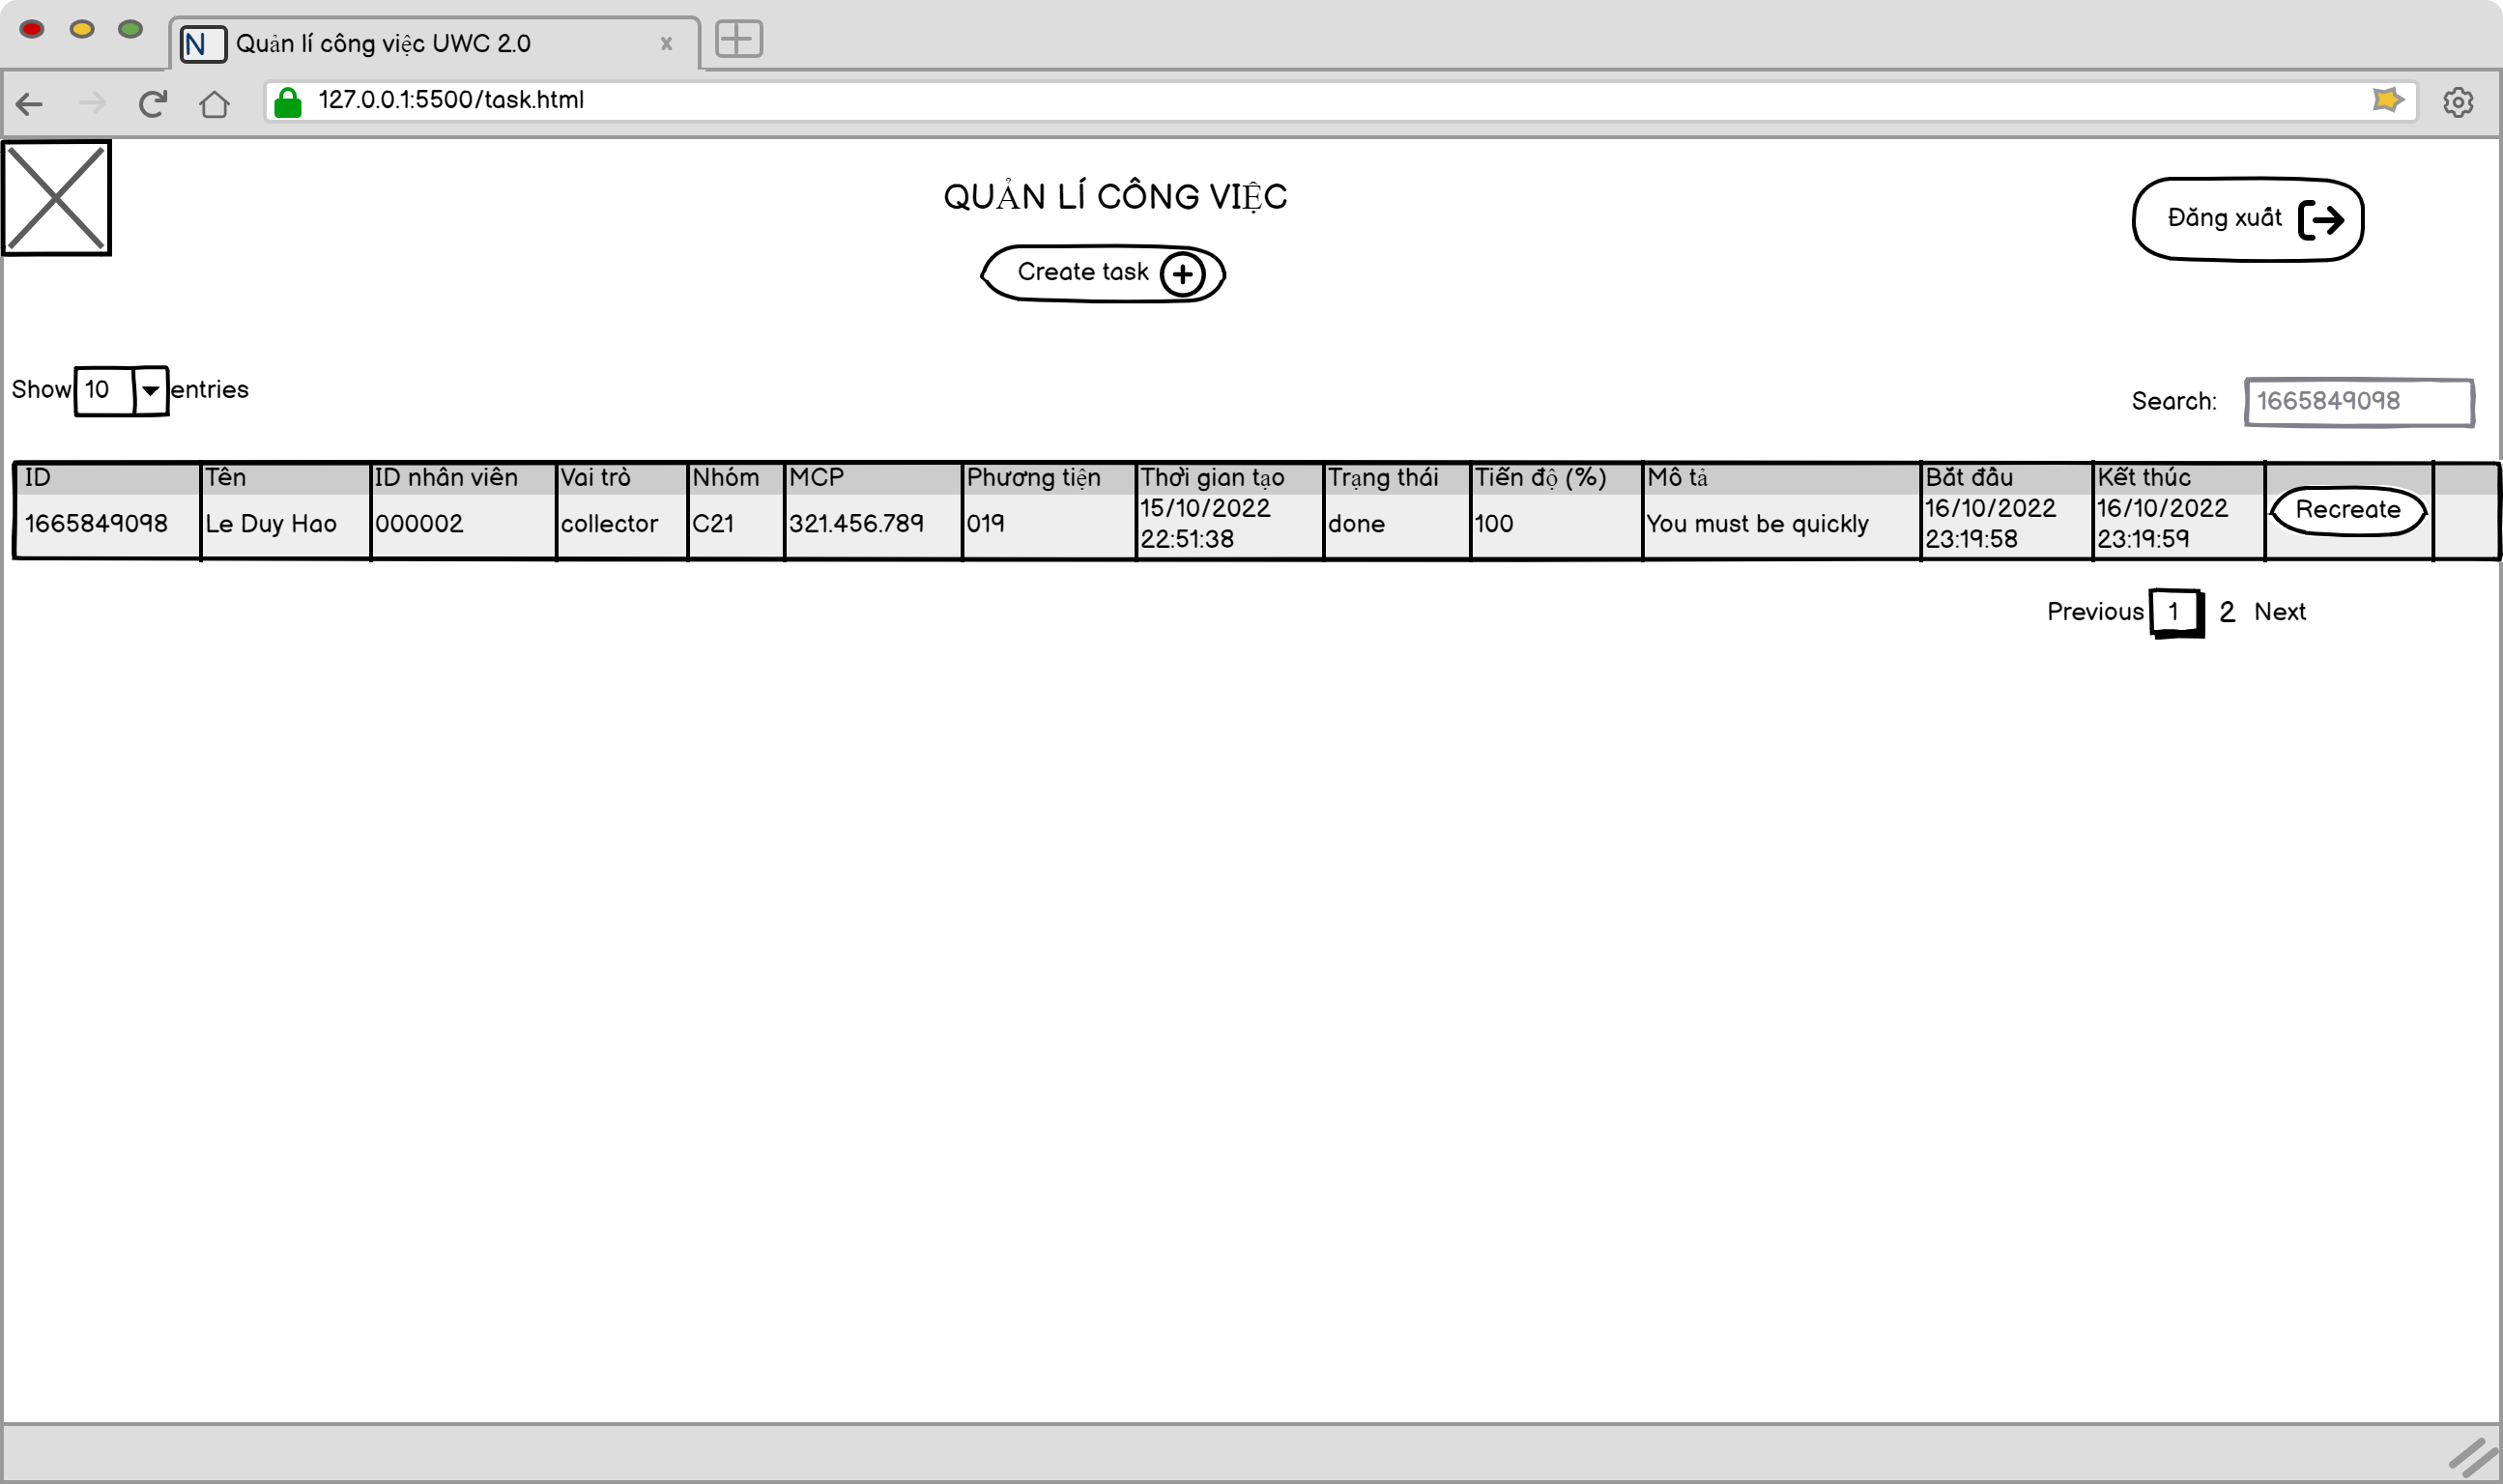 N Quản lí công việc UWC 2.0 x
127.0.0.1:5500/task.html
QUẢN LÍ CÔNG VIỆC
Đăng xuất
Create task
Show 10 entries
Search: 1665849098
ID Tên ID nhân viên Vai trò Nhóm MCP Phương tiện Thời gian tạo Trạng thái Tiến độ (%) Mô tả Bắt đầu Kết thúc
1665849098 Le Duy Hao 000002 collector C21 321.456.789 019 15/10/2022 22:51:38 done 100 You must be quickly 16/10/2022 23:19:58 16/10/2022 23:19:59 Recreate
Previous 1 2 Next